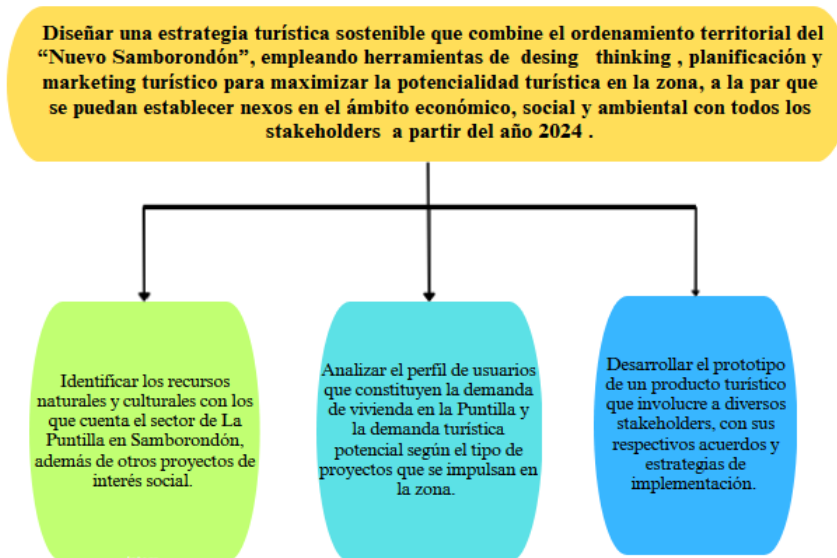 Diseñar una estrategia turística sostenible que combine el ordenamiento territorial del
“Nuevo Samborondón”, empleando herramientas de desing thinking , planificación y
marketing turístico para maximizar la potencialidad turística en la zona, a la par que
se puedan establecer nexos en el ámbito económico, social y ambiental con todos los
stakeholders a partir del año 2024 .
Identificar los recursos
naturales y culturales con los
que cuenta el sector de La
Puntilla en Samborondón,
además de otros proyectos de
interés social.
Analizar el perfil de usuarios
que constituyen la demanda
de vivienda en la Puntilla y
la demanda turística
potencial según el tipo de
proyectos que se impulsan en
la zona.
Desarrollar el prototipo
de un producto turístico
que involucre a diversos
stakeholders, con sus
respectivos acuerdos y
estrategias de
implementación.